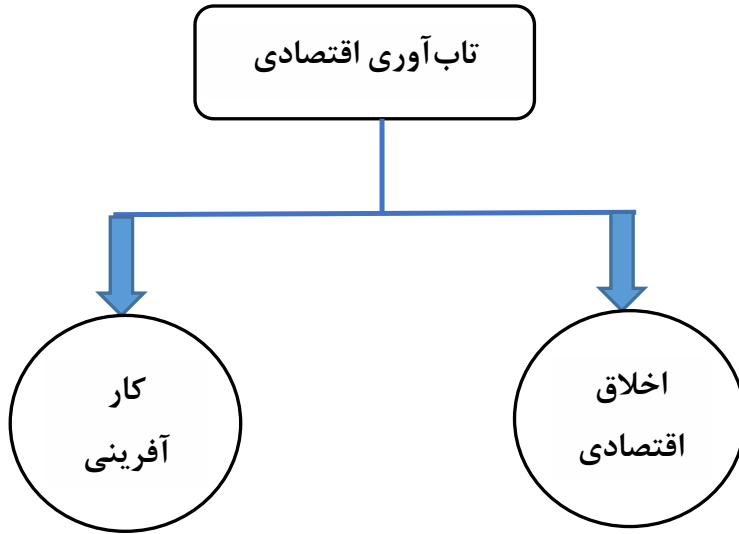 تاب‌آوری اقتصادی
اخلاق
اقتصادی
کار
آفرینی